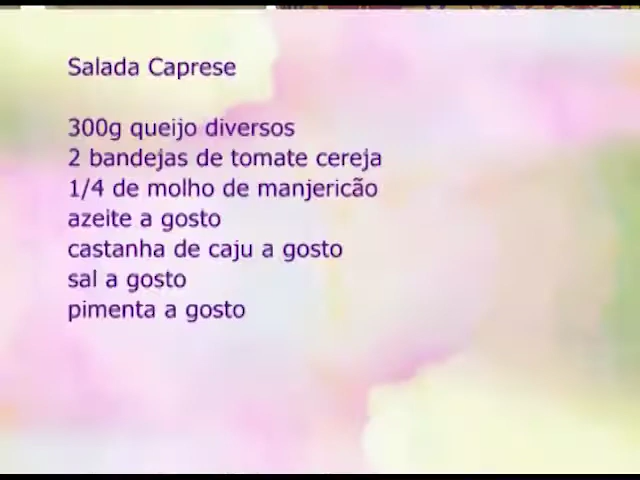 Salada Caprese
300g queijo diversos
2 bandejas de tomate cereja
1/4 de molho de manjericão
azeite a gosto
castanha de caju a gosto
sal a gosto
pimenta a gosto